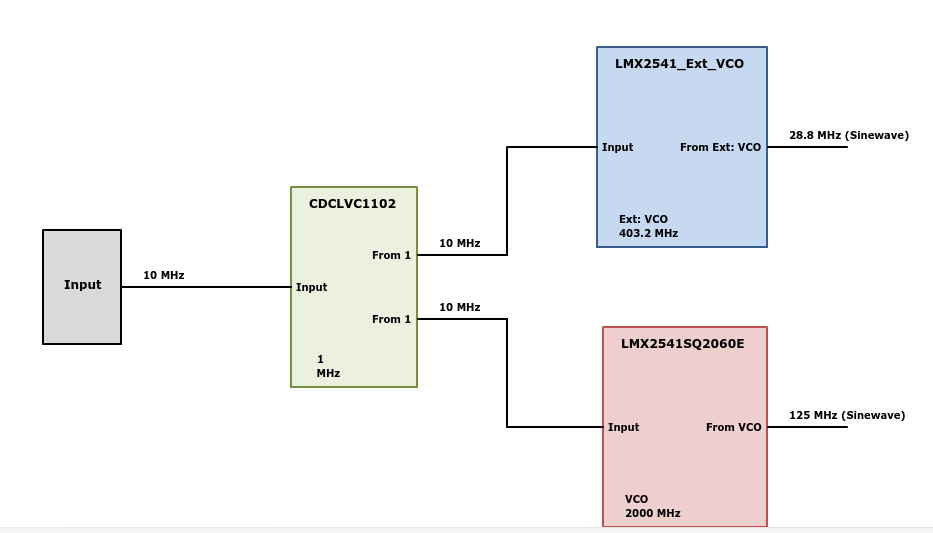 LMX2541_Ext_VCO
28.8 MHz (Sinewave)
Input
From Ext: VCO
CDCLVC1102
Ext: VCO
403.2 MHz
10 MHz
From 1
Input
10 MHz
Input
10 MHz
From 1
LMX2541SQ2060E
1
MHz
125 MHz (Sinewave)
Input
From VCO
VCO
2000 MHz